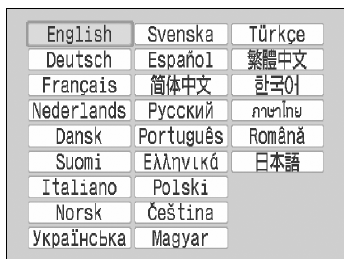 English Svenska Türkçe
Deutsch Español 繁體中文
Français 简体中文 한국어
Nederlands Русский ภาษาไทย
Dansk Português Română
Suomi Ελληνικά 日本語
Italiano Polski
Norsk Čeština
Українська Magyar